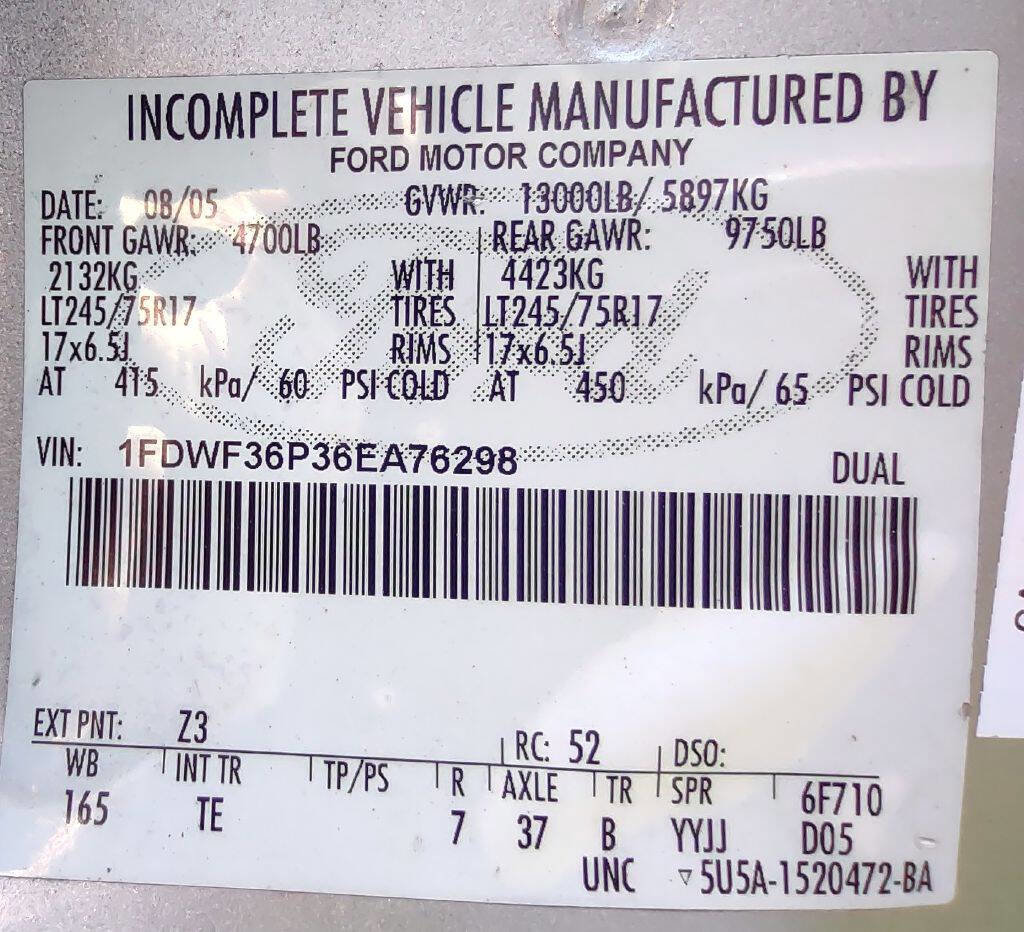 INCOMPLETE VEHICLE MANUFACTURED BY
FORD MOTOR COMPANY
DATE: 08/05 GVWR: 13000LB/ 5897KG
FRONT GAWR: 4700LB REAR GAWR: 9750LB
2132KG WITH 4423KG WITH
LT245/75R17 TIRES LT245/75R17 TIRES
17x6.5J RIMS 17x6.5J RIMS
AT 415 kPa/ 60 PSI COLD AT 450 kPa/ 65 PSI COLD
VIN: 1FDWF36P36EA76298 DUAL
EXT PNT: Z3 RC: 52 DSO:
WB INT TR TP/PS R AXLE TR SPR 6F710
165 TE 7 37 B YYJJ D05
UNC ▿5U5A-1520472-BA